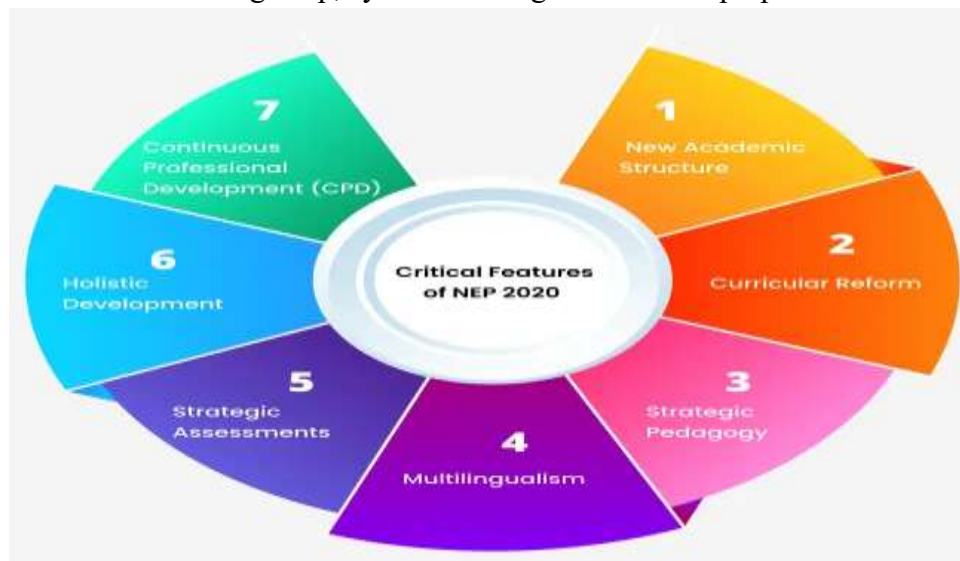 Critical Features
of NEP 2020
1
New Academic
Structure
2
Curricular Reform
3
Strategic
Pedagogy
4
Multilingualism
5
Strategic
Assessments
6
Holistic
Development
7
Continuous
Professional
Development (CPD)